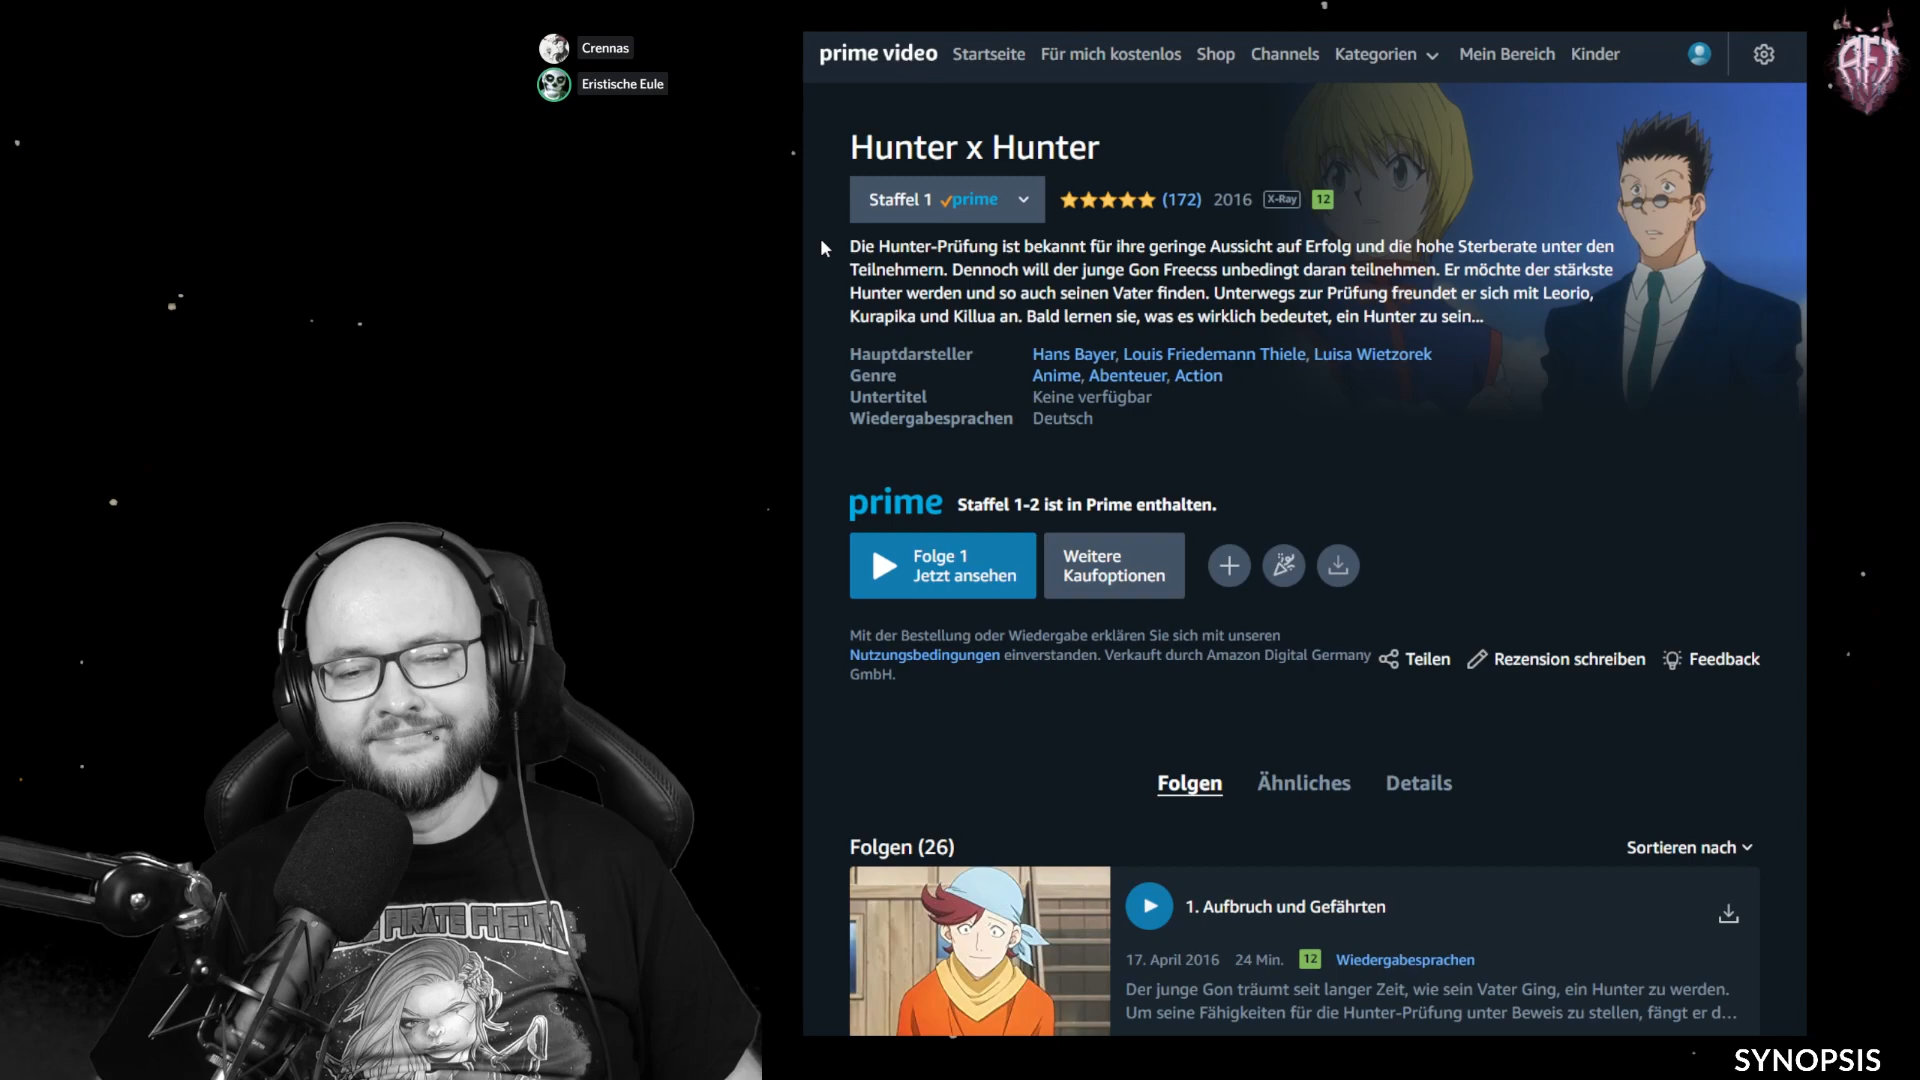 Crennas
Eristische Eule
prime video Startseite Für mich kostenlos Shop Channels Kategorien Mein Bereich Kinder
AFT
Hunter x Hunter
Staffel 1 prime (172) 2016 X-Ray 12
Die Hunter-Prüfung ist bekannt für ihre geringe Aussicht auf Erfolg und die hohe Sterberate unter den
Teilnehmern. Dennoch will der junge Gon Freecss unbedingt daran teilnehmen. Er möchte der stärkste
Hunter werden und so auch seinen Vater finden. Unterwegs zur Prüfung freundet er sich mit Leorio,
Kurapika und Killua an. Bald lernen sie, was es wirklich bedeutet, ein Hunter zu sein...
Hauptdarsteller Hans Bayer, Louis Friedemann Thiele, Luisa Wietzorek
Genre Anime, Abenteuer, Action
Untertitel Keine verfügbar
Wiedergabesprachen Deutsch
prime Staffel 1-2 ist in Prime enthalten.
Folge 1
Jetzt ansehen
Weitere
Kaufoptionen
Mit der Bestellung oder Wiedergabe erklären Sie sich mit unseren
Nutzungsbedingungen einverstanden. Verkauft durch Amazon Digital Germany
GmbH.
Teilen Rezension schreiben Feedback
Folgen Ähnliches Details
Folgen (26) Sortieren nach
1. Aufbruch und Gefährten
17. April 2016 24 Min. 12 Wiedergabesprachen
Der junge Gon träumt seit langer Zeit, wie sein Vater Ging, ein Hunter zu werden.
Um seine Fähigkeiten für die Hunter-Prüfung unter Beweis zu stellen, fängt er d...
PIRATE
SYNOPSIS